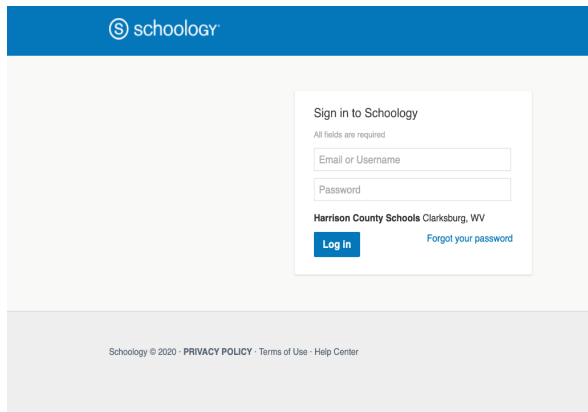 S schoology
Sign in to Schoology
All fields are required
Email or Username
Password
Harrison County Schools Clarksburg, WV
Log in
Forgot your password
Schoology © 2020 · PRIVACY POLICY · Terms of Use · Help Center